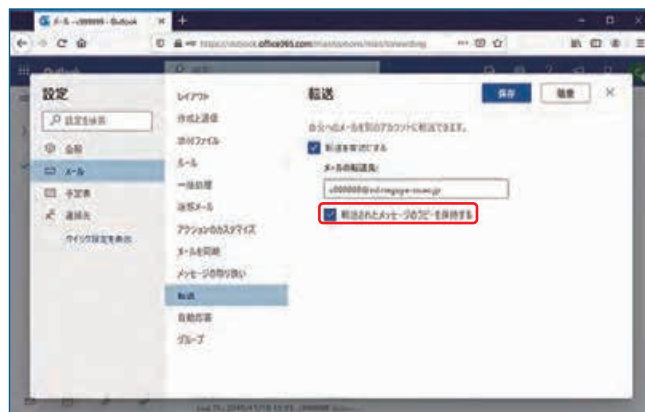 メール - c000000 - Outlook
Outlook
設定
設定を検索
全般
メール
予定表
連絡先
クイック設定を表示
レイアウト
作成と返信
添付ファイル
ルール
一括処理
迷惑メール
アクションのカスタマイズ
メールを同期
メッセージの取り扱い
転送
自動応答
グループ
転送
保存
破棄
自分へのメールを別のアカウントに転送できます。
転送を有効にする
メールの転送先:
転送されたメッセージのコピーを保持する